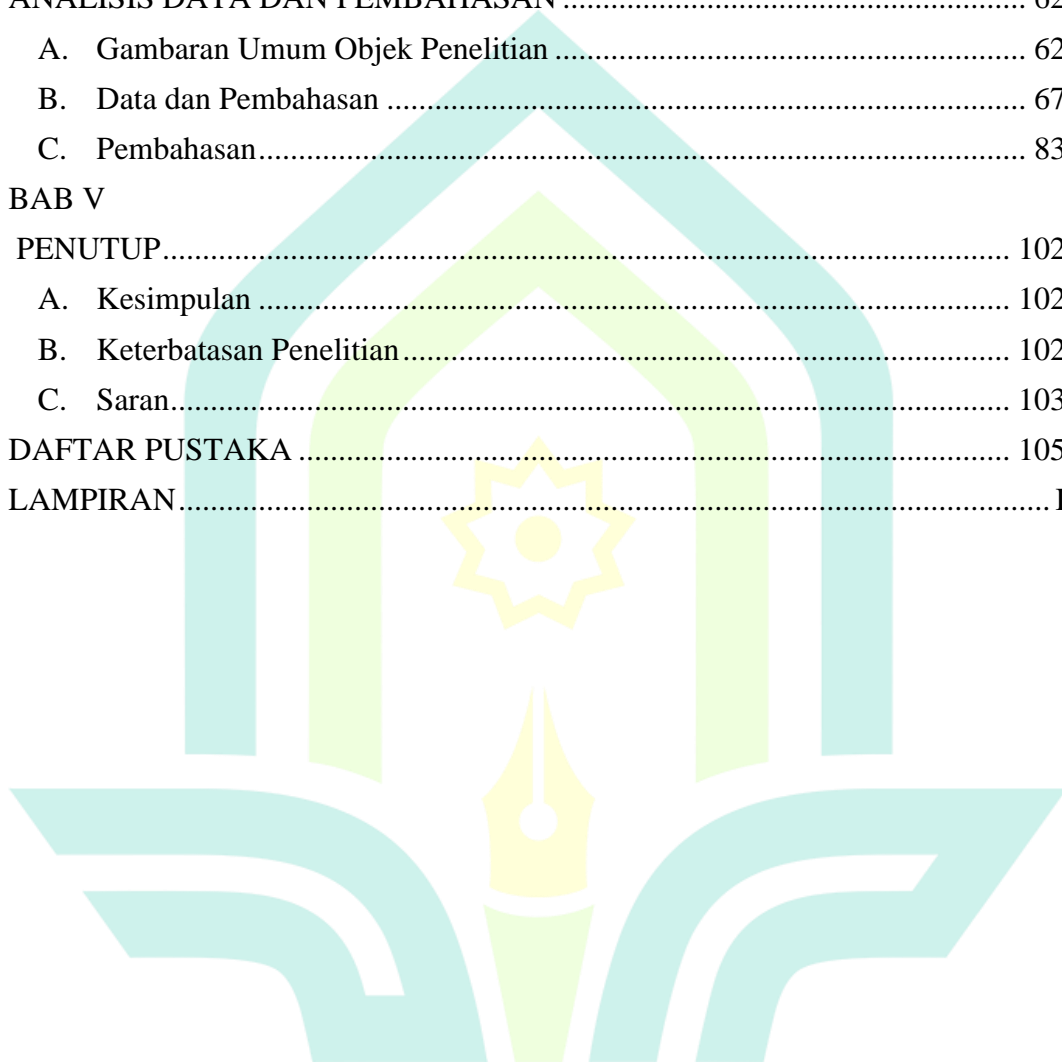 ANALISIS DATA DAN PEMBAHASAN ........................................................... 62
A. Gambaran Umum Objek Penelitian ............................................................ 62
B. Data dan Pembahasan ................................................................................. 67
C. Pembahasan................................................................................................. 83
BAB V
PENUTUP........................................................................................................... 102
A. Kesimpulan ............................................................................................... 102
B. Keterbatasan Penelitian............................................................................. 102
C. Saran.......................................................................................................... 103
DAFTAR PUSTAKA ......................................................................................... 105
LAMPIRAN.............................................................................................................. I